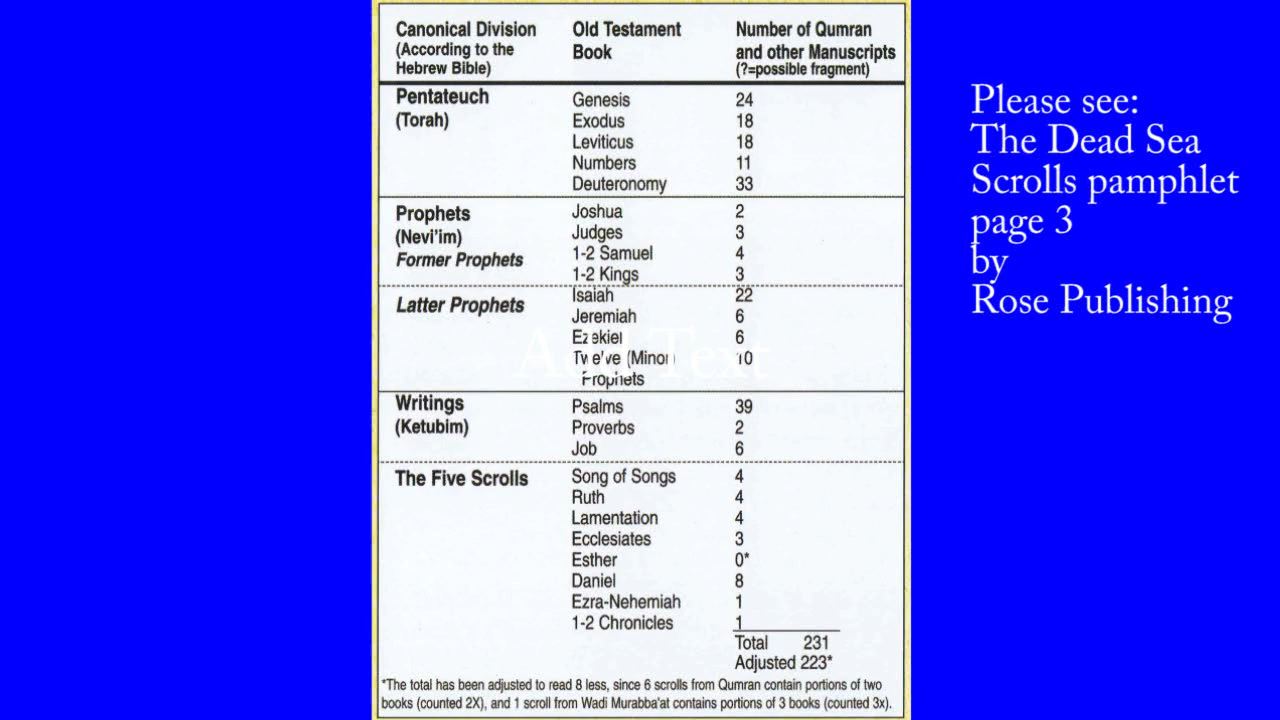 Canonical Division Old Testament Number of Qumran
(According to the Book and other Manuscripts
Hebrew Bible) (?=possible fragment)
Pentateuch Genesis 24
(Torah) Exodus 18
Leviticus 18
Numbers 11
Deuteronomy 33
Prophets Joshua 2
(Nevi'im) Judges 3
Former Prophets 1-2 Samuel 4
1-2 Kings 3
Latter Prophets Isaiah 22
Jeremiah 6
Ezekiel 6
Twelve (Minor) 10
Prophets
Writings Psalms 39
(Ketubim) Proverbs 2
Job 6
The Five Scrolls Song of Songs 4
Ruth 4
Lamentation 4
Ecclesiates 3
Esther 0*
Daniel 8
Ezra-Nehemiah 1
1-2 Chronicles 1
Total 231
Adjusted 223*
*The total has been adjusted to read 8 less, since 6 scrolls from Qumran contain portions of two
books (counted 2X), and 1 scroll from Wadi Murabba'at contains portions of 3 books (counted 3x).
Add Text
Please see:
The Dead Sea
Scrolls pamphlet
page 3
by
Rose Publishing